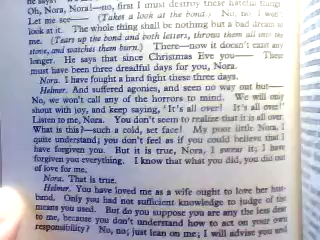 he says?
Oh, Nora, Nora!—no, first I must destroy these hateful things
Let me see— (Takes a look at the bond.) No, no, I won't
look at it. The whole thing shall be nothing but a bad dream to
me. (Tears up the bond and both letters, throws them all into the
stove, and watches them burn.) There—now it doesn't exist any
longer. He says that since Christmas Eve you— These
must have been three dreadful days for you, Nora.
Nora. I have fought a hard fight these three days.
Helmer. And suffered agonies, and seen no way out but—
No, we won't call any of the horrors to mind. We will only
shout with joy, and keep saying, 'It's all over! It's all over!'
Listen to me, Nora. You don't seem to realize that it is all over.
What is this?—such a cold, set face! My poor little Nora, I
quite understand; you don't feel as if you could believe that I
have forgiven you. But it is true, Nora, I swear it; I have
forgiven you everything. I know that what you did, you did out
of love for me.
Nora. That is true.
Helmer. You have loved me as a wife ought to love her hus-
band. Only you had not sufficient knowledge to judge of the
means you used. But do you suppose you are any the less dear
to me, because you don't understand how to act on your own
responsibility? No, no; just lean on me; I will advise you and